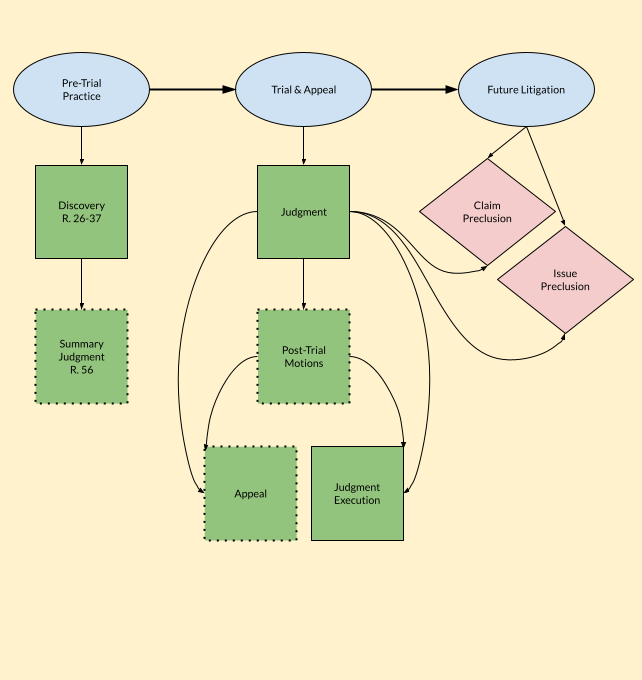 Pre-Trial
Practice
Trial & Appeal
Future Litigation
Discovery
R. 26-37
Judgment
Claim
Preclusion
Issue
Preclusion
Summary
Judgment
R. 56
Post-Trial
Motions
Appeal
Judgment
Execution